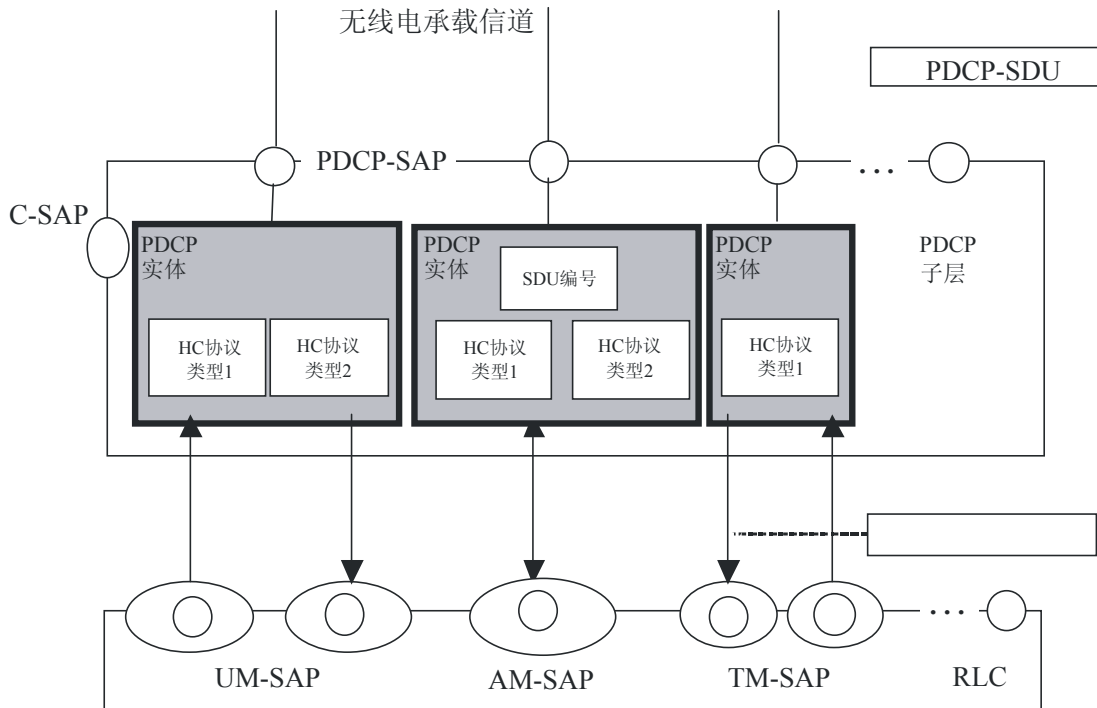 无线电承载信道
PDCP-SDU
PDCP-SAP
...
C-SAP
PDCP
实体
PDCP
实体
SDU编号
PDCP
实体
PDCP
子层
HC协议
类型1
HC协议
类型2
HC协议
类型1
HC协议
类型2
HC协议
类型1
...
UM-SAP
AM-SAP
TM-SAP
RLC